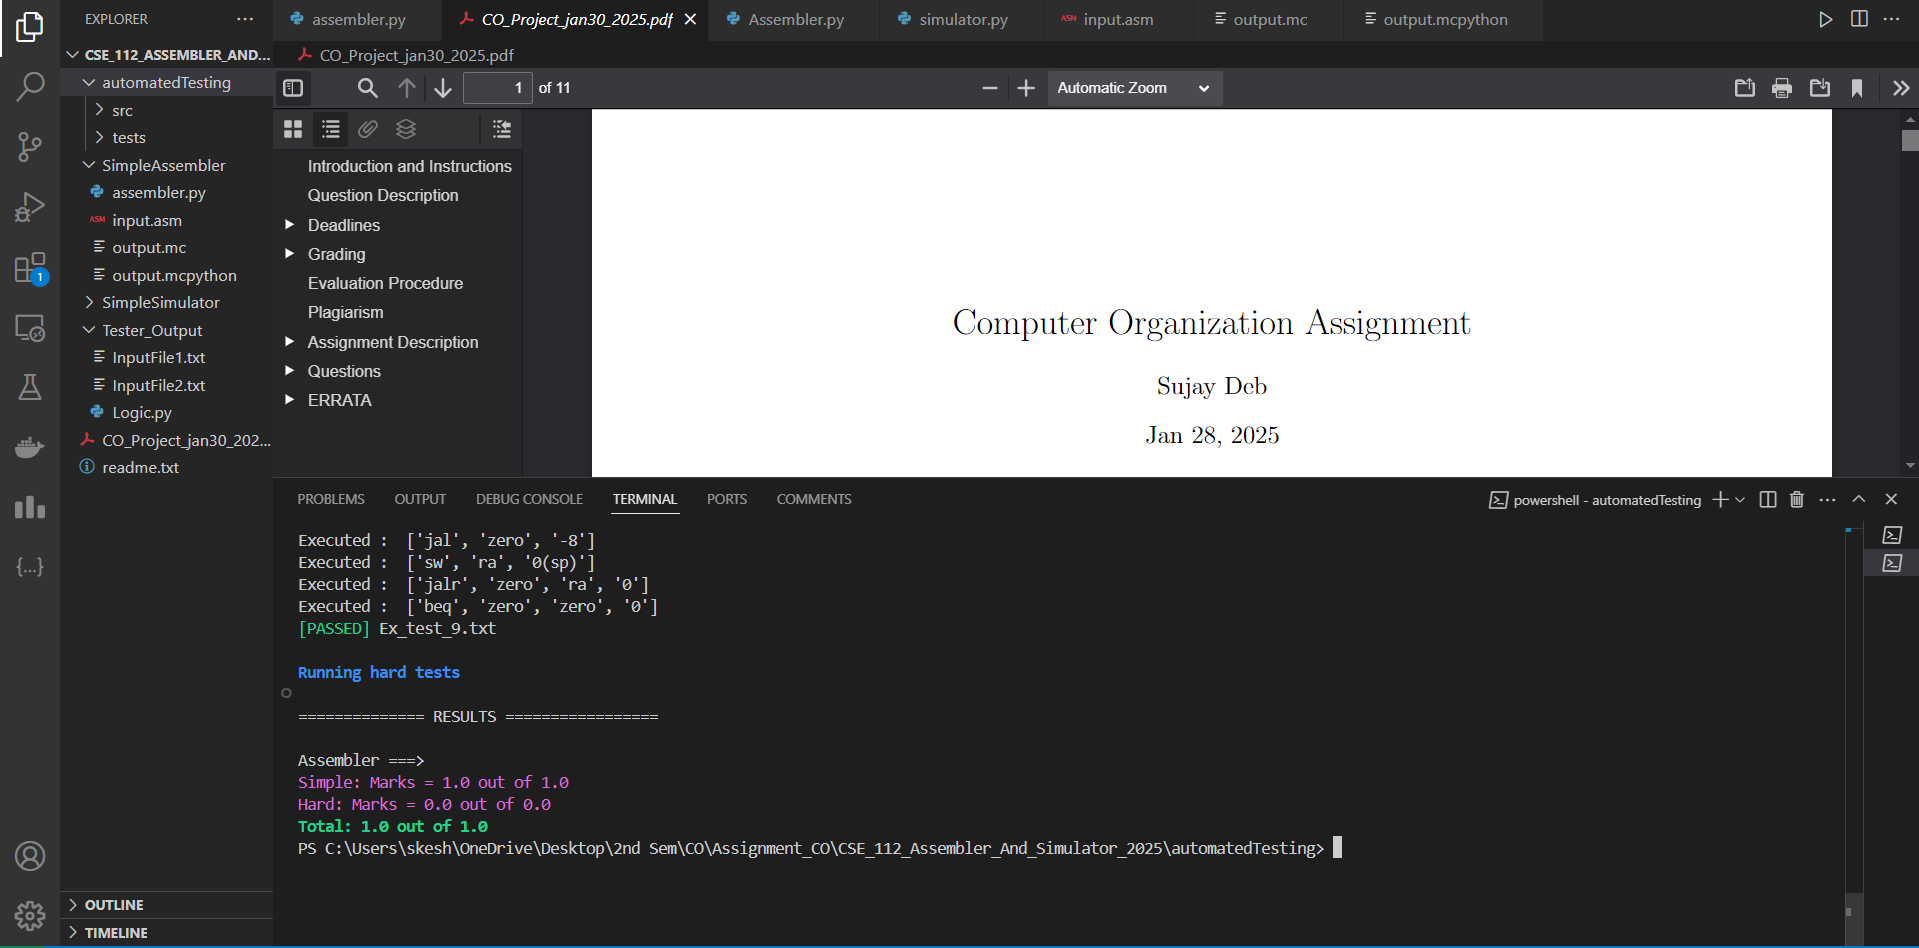 EXPLORER
CSE_112_ASSEMBLER_AND...
automatedTesting
src
tests
SimpleAssembler
assembler.py
ASM input.asm
output.mc
output.mcpython
SimpleSimulator
Tester_Output
InputFile1.txt
InputFile2.txt
Logic.py
CO_Project_jan30_202...
readme.txt
OUTLINE
TIMELINE
1
assembler.py
CO_Project_jan30_2025.pdf
Assembler.py
simulator.py
ASM input.asm
output.mc
output.mcpython
CO_Project_jan30_2025.pdf
1 of 11
Automatic Zoom
Introduction and Instructions
Question Description
Deadlines
Grading
Evaluation Procedure
Plagiarism
Assignment Description
Questions
ERRATA
Computer Organization Assignment
Sujay Deb
Jan 28, 2025
PROBLEMS OUTPUT DEBUG CONSOLE TERMINAL PORTS COMMENTS
powershell - automatedTesting
Executed :  ['jal', 'zero', '-8']
Executed :  ['sw', 'ra', '0(sp)']
Executed :  ['jalr', 'zero', 'ra', '0']
Executed :  ['beq', 'zero', 'zero', '0']
[PASSED] Ex_test_9.txt
Running hard tests
============== RESULTS =================
Assembler ===>
Simple: Marks = 1.0 out of 1.0
Hard: Marks = 0.0 out of 0.0
Total: 1.0 out of 1.0
PS C:\Users\skesh\OneDrive\Desktop\2nd Sem\CO\Assignment_CO\CSE_112_Assembler_And_Simulator_2025\automatedTesting>